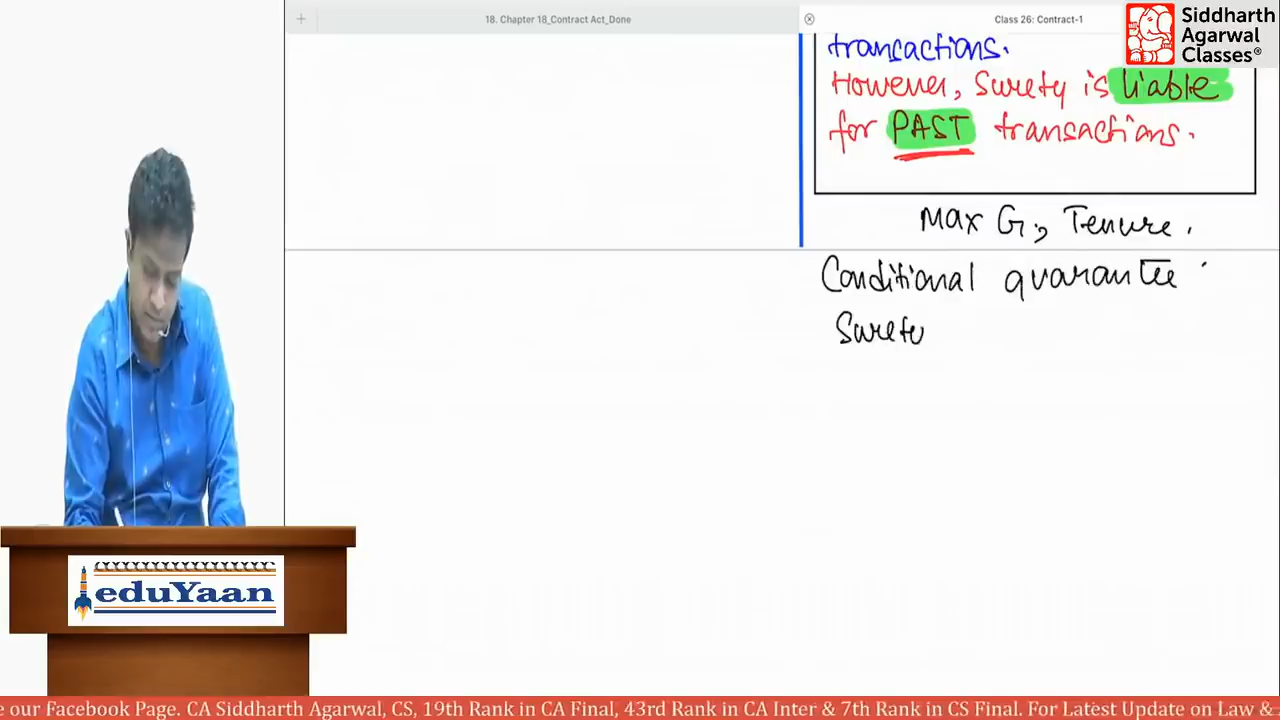 18. Chapter 18_Contract Act_Done
Class 26: Contract-1
Siddharth
Agarwal
Classes®
transactions.
However, Surety is liable
for PAST transactions.
Max G, Tenure.
Conditional guarantee
Surety
eduYaan
e our Facebook Page. CA Siddharth Agarwal, CS, 19th Rank in CA Final, 43rd Rank in CA Inter & 7th Rank in CS Final. For Latest Update on Law &